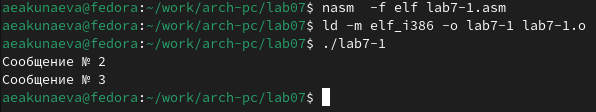 aeakunaeva@fedora:~/work/arch-pc/lab07$ nasm  -f elf lab7-1.asm
aeakunaeva@fedora:~/work/arch-pc/lab07$ ld -m elf_i386 -o lab7-1 lab7-1.o
aeakunaeva@fedora:~/work/arch-pc/lab07$ ./lab7-1
Сообщение № 2
Сообщение № 3
aeakunaeva@fedora:~/work/arch-pc/lab07$